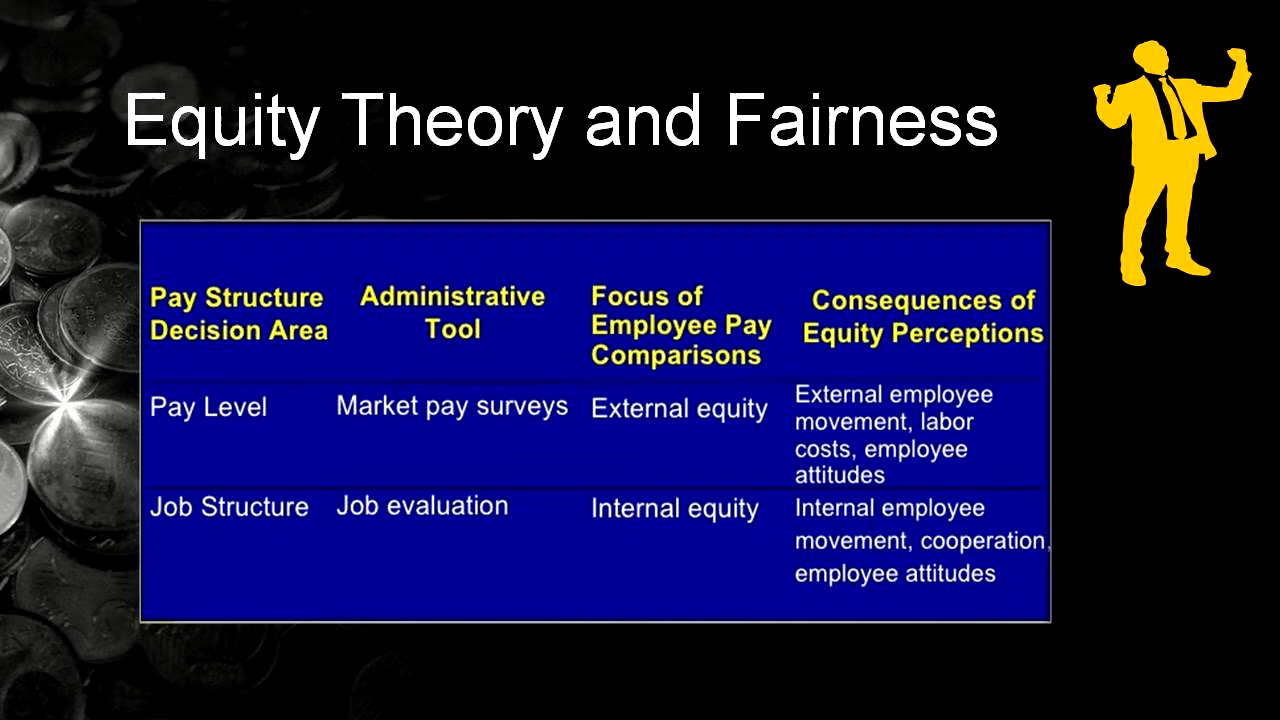 Equity Theory and Fairness
Pay Structure
Decision Area
Administrative
Tool
Focus of
Employee Pay
Comparisons
Consequences of
Equity Perceptions
Pay Level
Market pay surveys
External equity
External employee
movement, labor
costs, employee
attitudes
Job Structure
Job evaluation
Internal equity
Internal employee
movement, cooperation,
employee attitudes